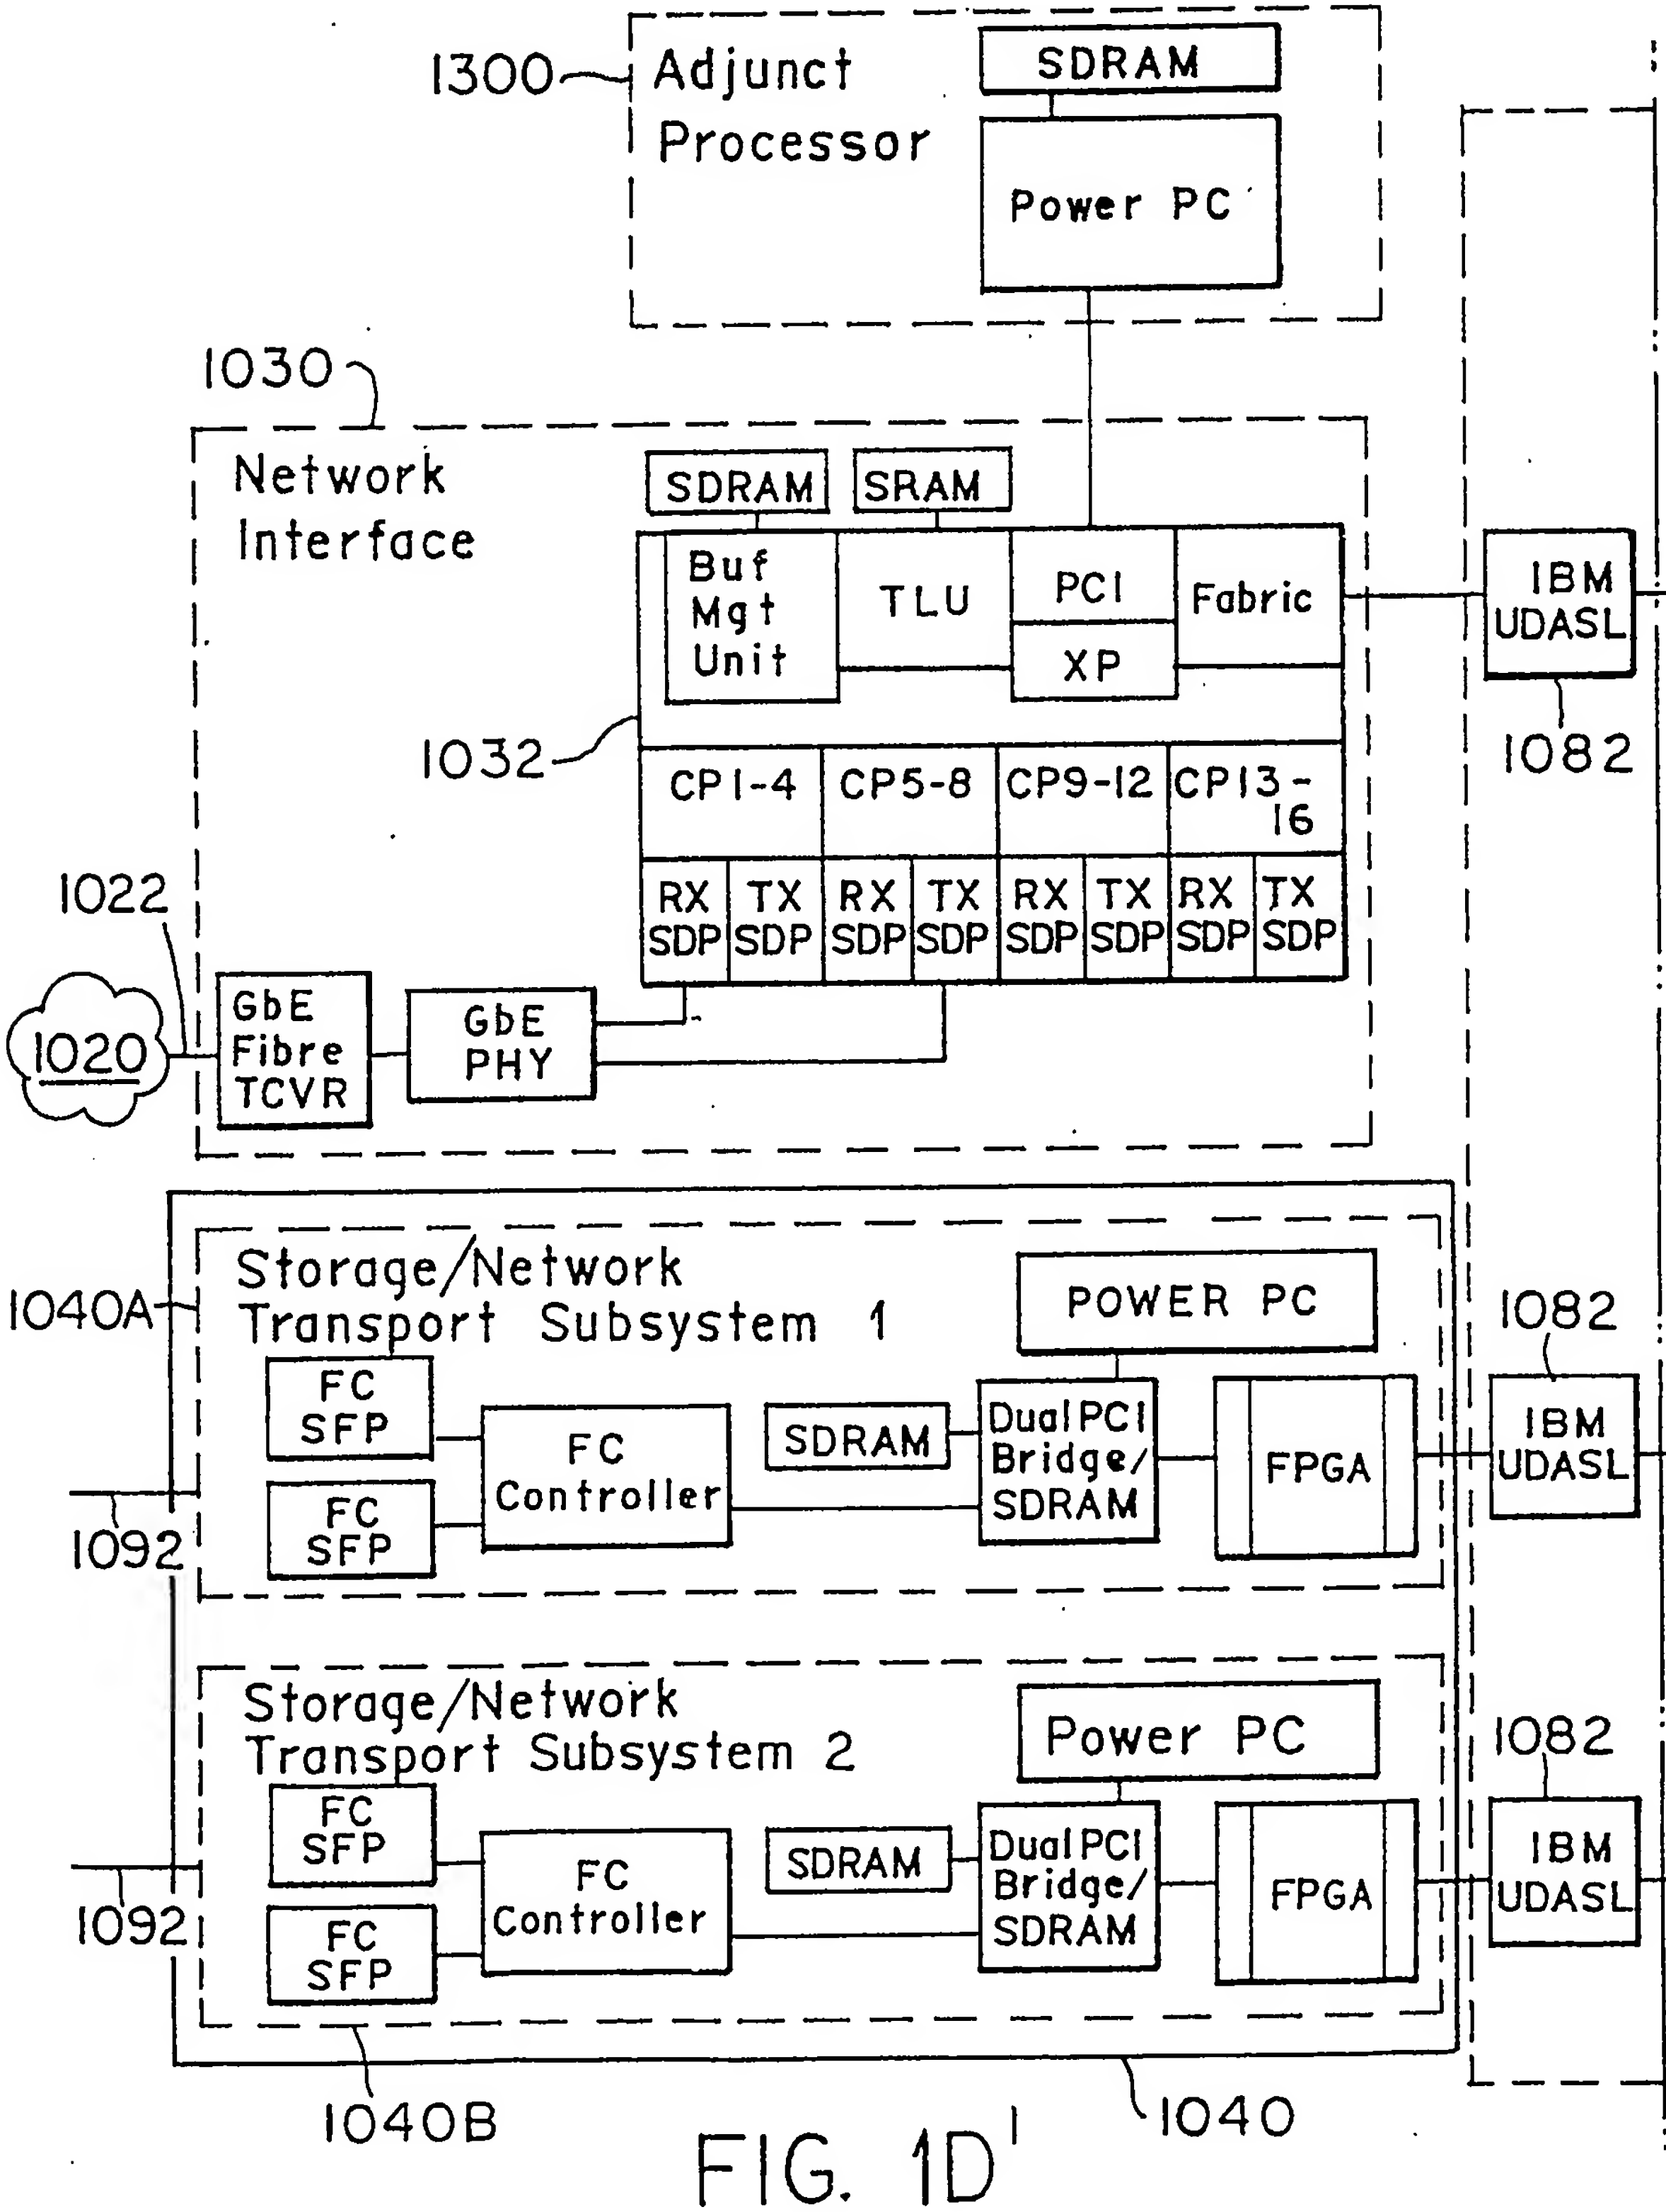 1300
Adjunct
Processor
SDRAM
Power PC
1030
Network
Interface
SDRAM
SRAM
Buf
Mgt
Unit
TLU
PCI
XP
Fabric
IBM
UDASL
1082
1032
CP1-4
CP5-8
CP9-12
CP13-
16
RX
SDP
TX
SDP
RX
SDP
TX
SDP
RX
SDP
TX
SDP
RX
SDP
TX
SDP
1022
1020
GbE
Fibre
TCVR
GbE
PHY
1040A
Storage/Network
Transport Subsystem 1
POWER PC
1082
FC
SFP
FC
SFP
FC
Controller
SDRAM
Dual PCI
Bridge/
SDRAM
FPGA
IBM
UDASL
1092
Storage/Network
Transport Subsystem 2
Power PC
1082
FC
SFP
FC
SFP
FC
Controller
SDRAM
Dual PCI
Bridge/
SDRAM
FPGA
IBM
UDASL
1092
1040B
1040
FIG. 1D'